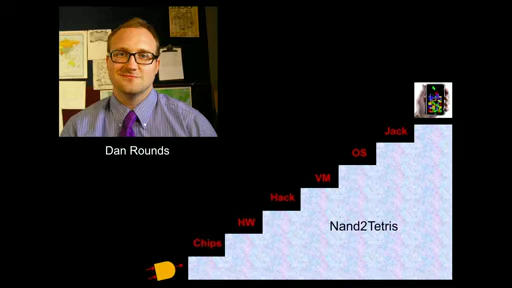 Dan Rounds
Jack
OS
VM
Hack
HW
Chips
Nand2Tetris